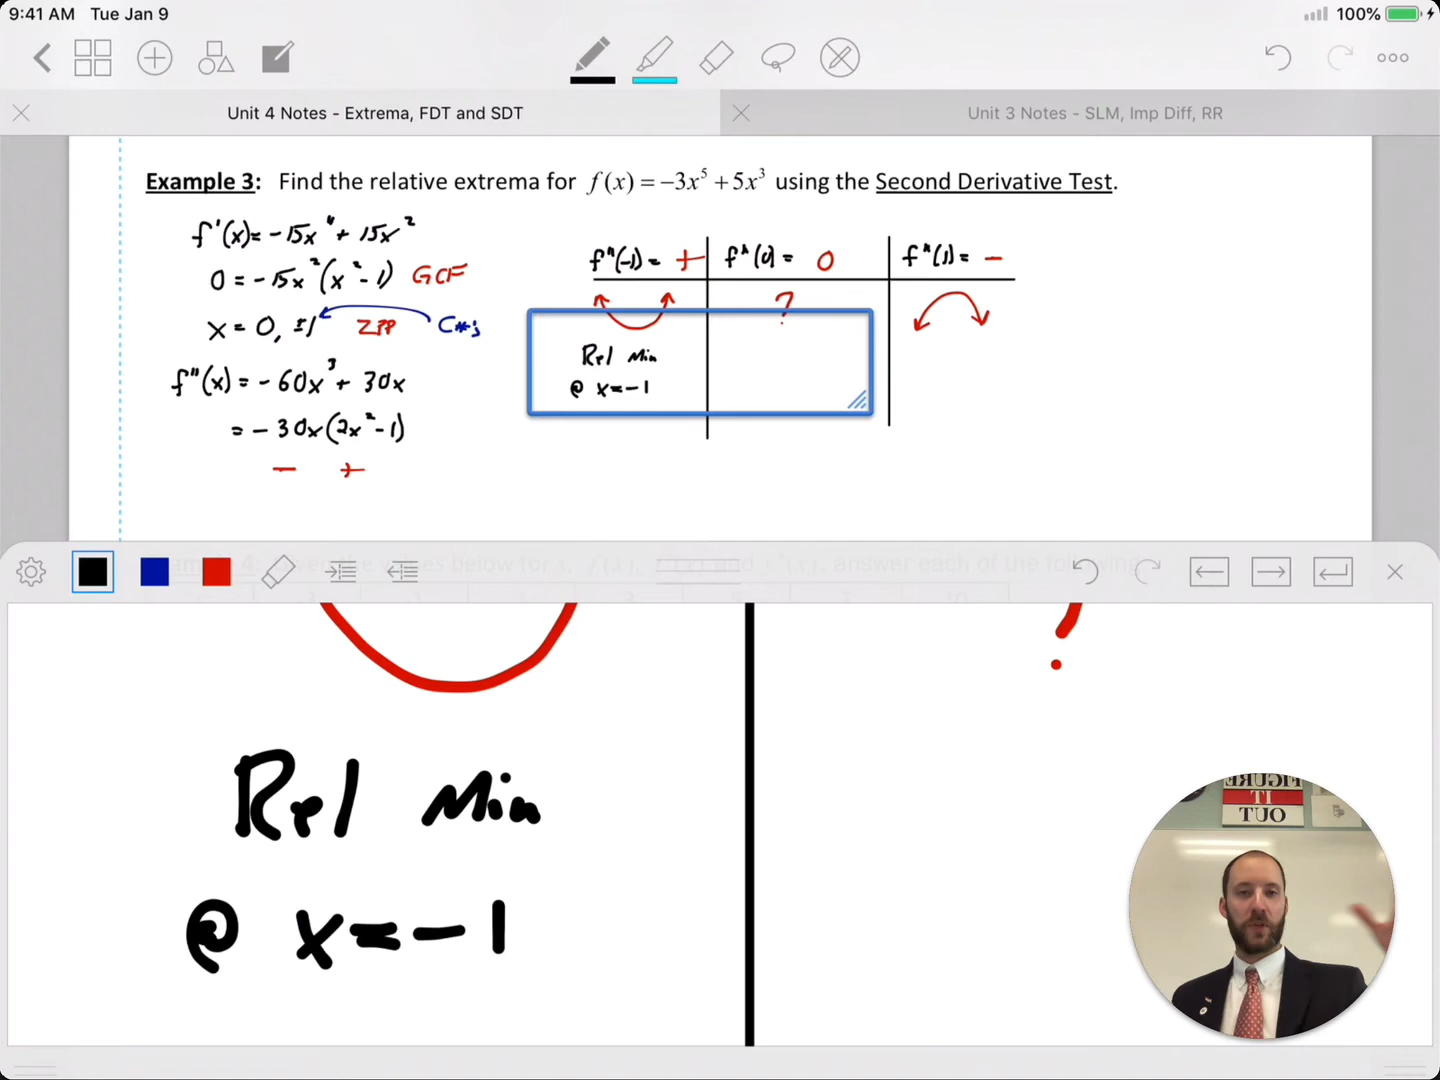 9:41 AM Tue Jan 9
100%
Unit 4 Notes - Extrema, FDT and SDT
Unit 3 Notes - SLM, Imp Diff, RR
Example 3: Find the relative extrema for f(x) = −3x⁵ + 5x³ using the Second Derivative Test.
f'(x) = -15x⁴ + 15x²
0 = -15x²(x² - 1) GCF
x = 0, ±1 ZPP C#'s
f"(x) = -60x³ + 30x
= -30x(2x² - 1)
- +
f"(-1) = + f"(0) = 0 f"(1) = -
?
Rel Min
@ x=-1
?
Rel Min
@ x=-1
FIGURE
IT
OUT